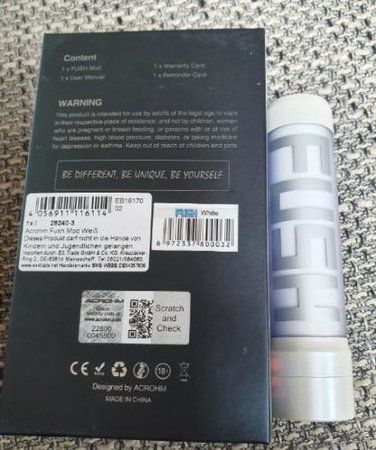 Content
1 x FUSH Mod
1 x User Manual
1 x Warranty Card
1 x Reminder Card
WARNING
This product is intended for use by adults of the legal age to vape
in their respective place of residence, and not by children, women
who are pregnant or breast feeding, or persons with or at risk of
heart disease, high blood pressure, diabetes, or taking medicine
for depression or asthma. Keep out of reach of children and pets.
BE DIFFERENT, BE UNIQUE, BE YOURSELF
EB19170
02
4 056911 116114
28240-3
Acrohm Fush Mod Weiß
Dieses Produkt darf nicht in die Hände von
Kindern und Jugendlichen gelangen.
FUSH White
6 972337 800032
ACROHM
Scratch
and
Check
22800
0045800
18+
Designed by ACROHM
MADE IN CHINA
FUSH